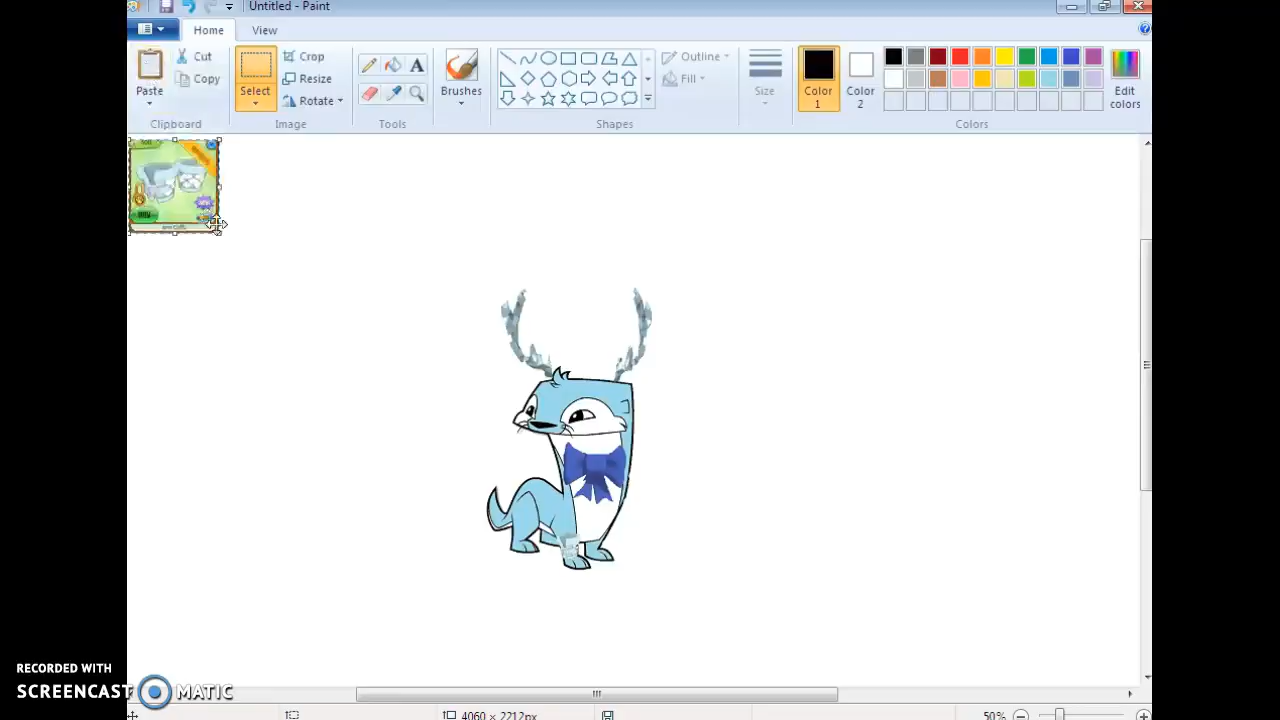 Untitled - Paint
Home
View
Paste
Cut
Copy
Clipboard
Select
Crop
Resize
Rotate
Image
Tools
Brushes
Shapes
Outline
Fill
Size
Color
1
Color
2
Edit
colors
Colors
RECORDED WITH
SCREENCAST MATIC
4060 × 2212px
50%